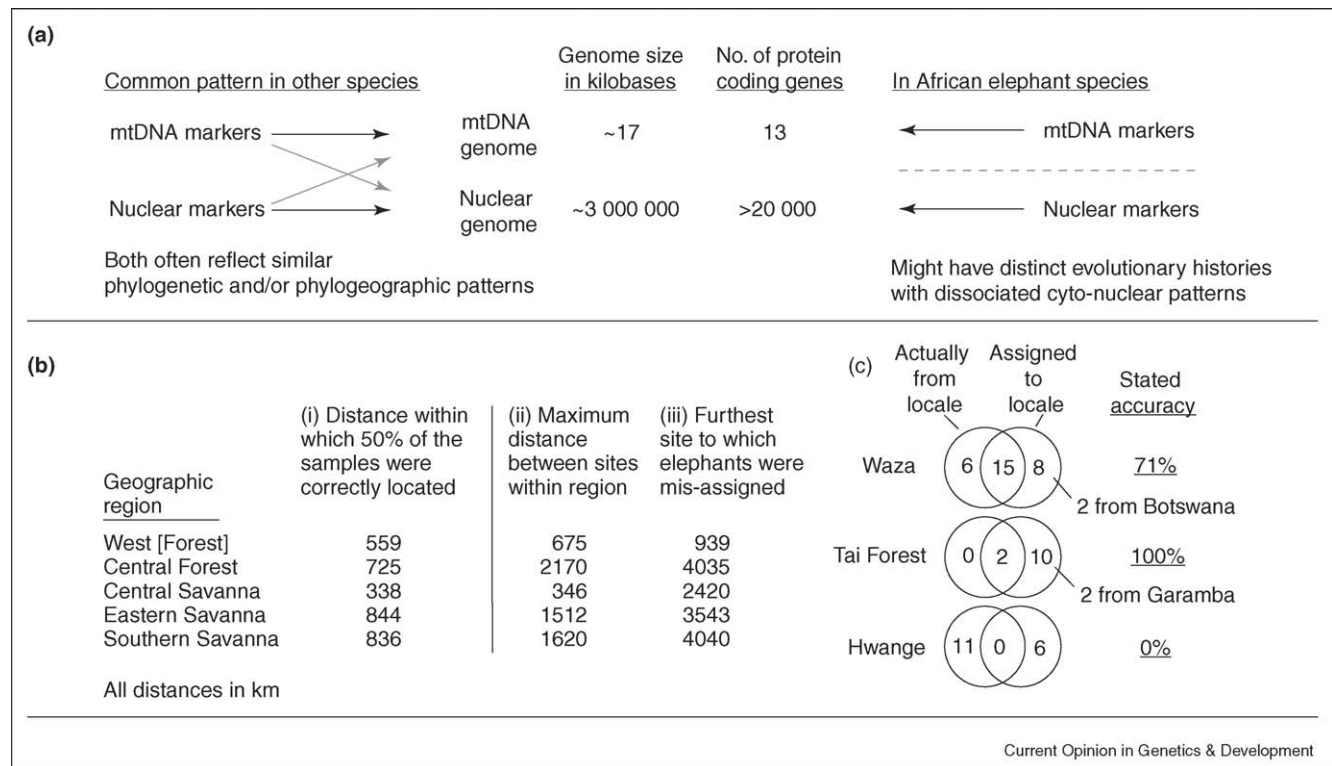 (a)
Common pattern in other species
Genome size
in kilobases
No. of protein
coding genes
In African elephant species
mtDNA markers
mtDNA
genome
~17
13
mtDNA markers
Nuclear markers
Nuclear
genome
~3 000 000
>20 000
Nuclear markers
Both often reflect similar
phylogenetic and/or phylogeographic patterns
Might have distinct evolutionary histories
with dissociated cyto-nuclear patterns
(b)
Geographic
region
(i) Distance within
which 50% of the
samples were
correctly located
(ii) Maximum
distance
between sites
within region
(iii) Furthest
site to which
elephants were
mis-assigned
West [Forest] 559 675 939
Central Forest 725 2170 4035
Central Savanna 338 346 2420
Eastern Savanna 844 1512 3543
Southern Savanna 836 1620 4040
All distances in km
(c)
Actually
from
locale
Assigned
to
locale
Stated
accuracy
Waza 6 15 8 71%
2 from Botswana
Tai Forest 0 2 10 100%
2 from Garamba
Hwange 11 0 6 0%
Current Opinion in Genetics & Development